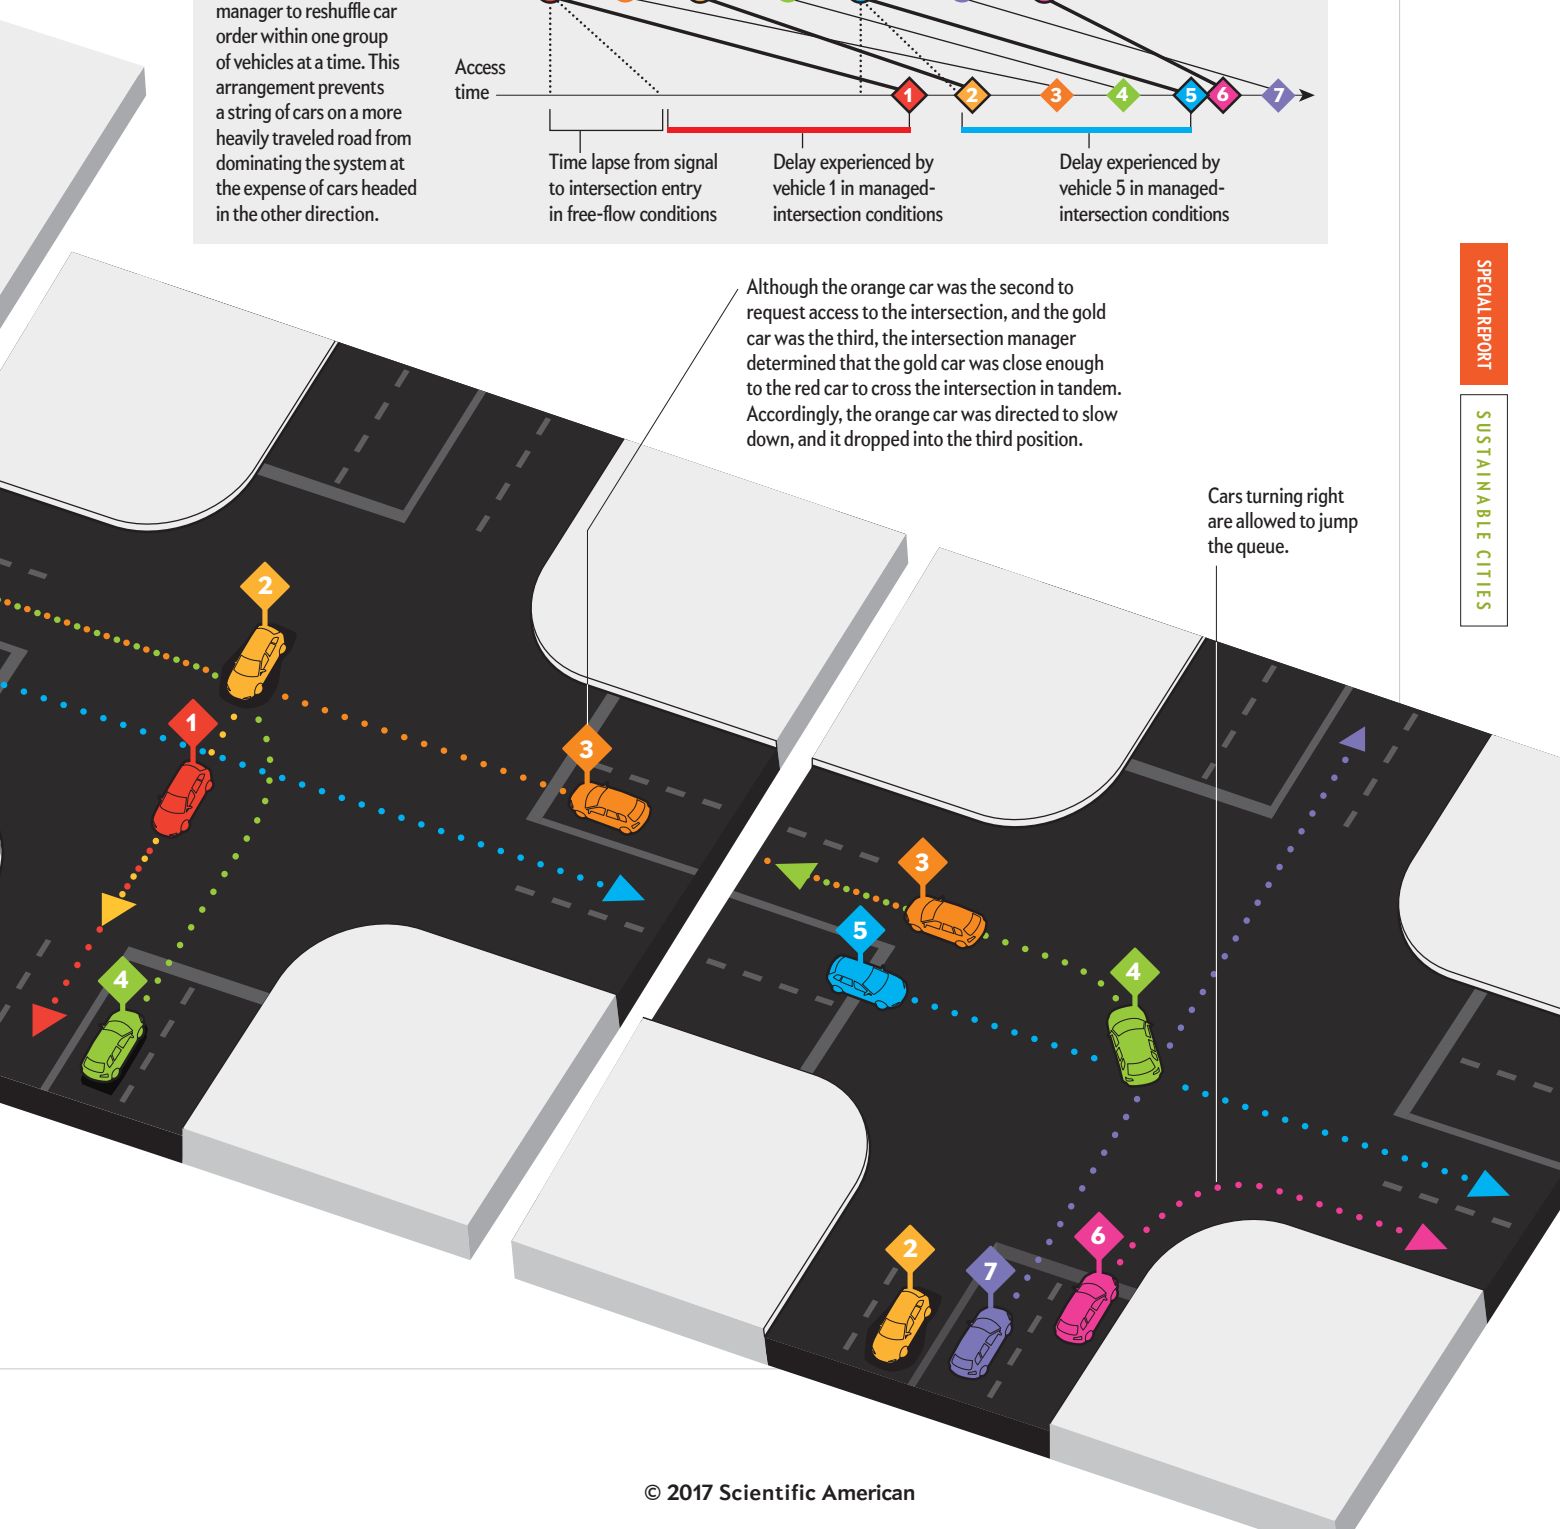 manager to reshuffle car
order within one group
of vehicles at a time. This
arrangement prevents
a string of cars on a more
heavily traveled road from
dominating the system at
the expense of cars headed
in the other direction.
Access
time
1
2
3
4
5
6
7
Time lapse from signal
to intersection entry
in free-flow conditions
Delay experienced by
vehicle 1 in managed-
intersection conditions
Delay experienced by
vehicle 5 in managed-
intersection conditions
SPECIAL REPORT
SUSTAINABLE CITIES
Although the orange car was the second to
request access to the intersection, and the gold
car was the third, the intersection manager
determined that the gold car was close enough
to the red car to cross the intersection in tandem.
Accordingly, the orange car was directed to slow
down, and it dropped into the third position.
Cars turning right
are allowed to jump
the queue.
2
1
3
4
3
5
4
2
7
6
© 2017 Scientific American